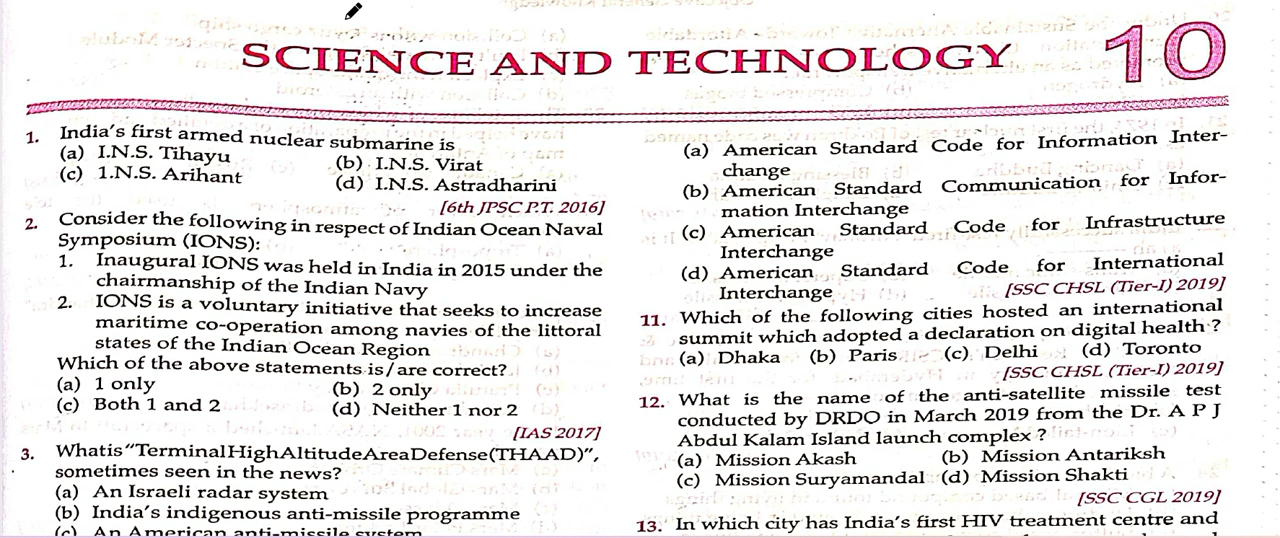 SCIENCE AND TECHNOLOGY 10
1. India's first armed nuclear submarine is
(a) I.N.S. Tihayu (b) I.N.S. Virat
(c) 1.N.S. Arihant (d) I.N.S. Astradharini
[6th JPSC P.T. 2016]
2. Consider the following in respect of Indian Ocean Naval
Symposium (IONS):
1. Inaugural IONS was held in India in 2015 under the
chairmanship of the Indian Navy
2. IONS is a voluntary initiative that seeks to increase
maritime co-operation among navies of the littoral
states of the Indian Ocean Region
Which of the above statements is/are correct?
(a) 1 only (b) 2 only
(c) Both 1 and 2 (d) Neither 1 nor 2
[IAS 2017]
3. What is "Terminal High Altitude Area Defense (THAAD)",
sometimes seen in the news?
(a) An Israeli radar system
(b) India's indigenous anti-missile programme
(c) An American anti-missile system
(a) American Standard Code for Information Inter-
change
(b) American Standard Communication for Infor-
mation Interchange
(c) American Standard Code for Infrastructure
Interchange
(d) American Standard Code for International
Interchange [SSC CHSL (Tier-I) 2019]
11. Which of the following cities hosted an international
summit which adopted a declaration on digital health ?
(a) Dhaka (b) Paris (c) Delhi (d) Toronto
[SSC CHSL (Tier-I) 2019]
12. What is the name of the anti-satellite missile test
conducted by DRDO in March 2019 from the Dr. A P J
Abdul Kalam Island launch complex ?
(a) Mission Akash (b) Mission Antariksh
(c) Mission Suryamandal (d) Mission Shakti
[SSC CGL 2019]
13. In which city has India's first HIV treatment centre and